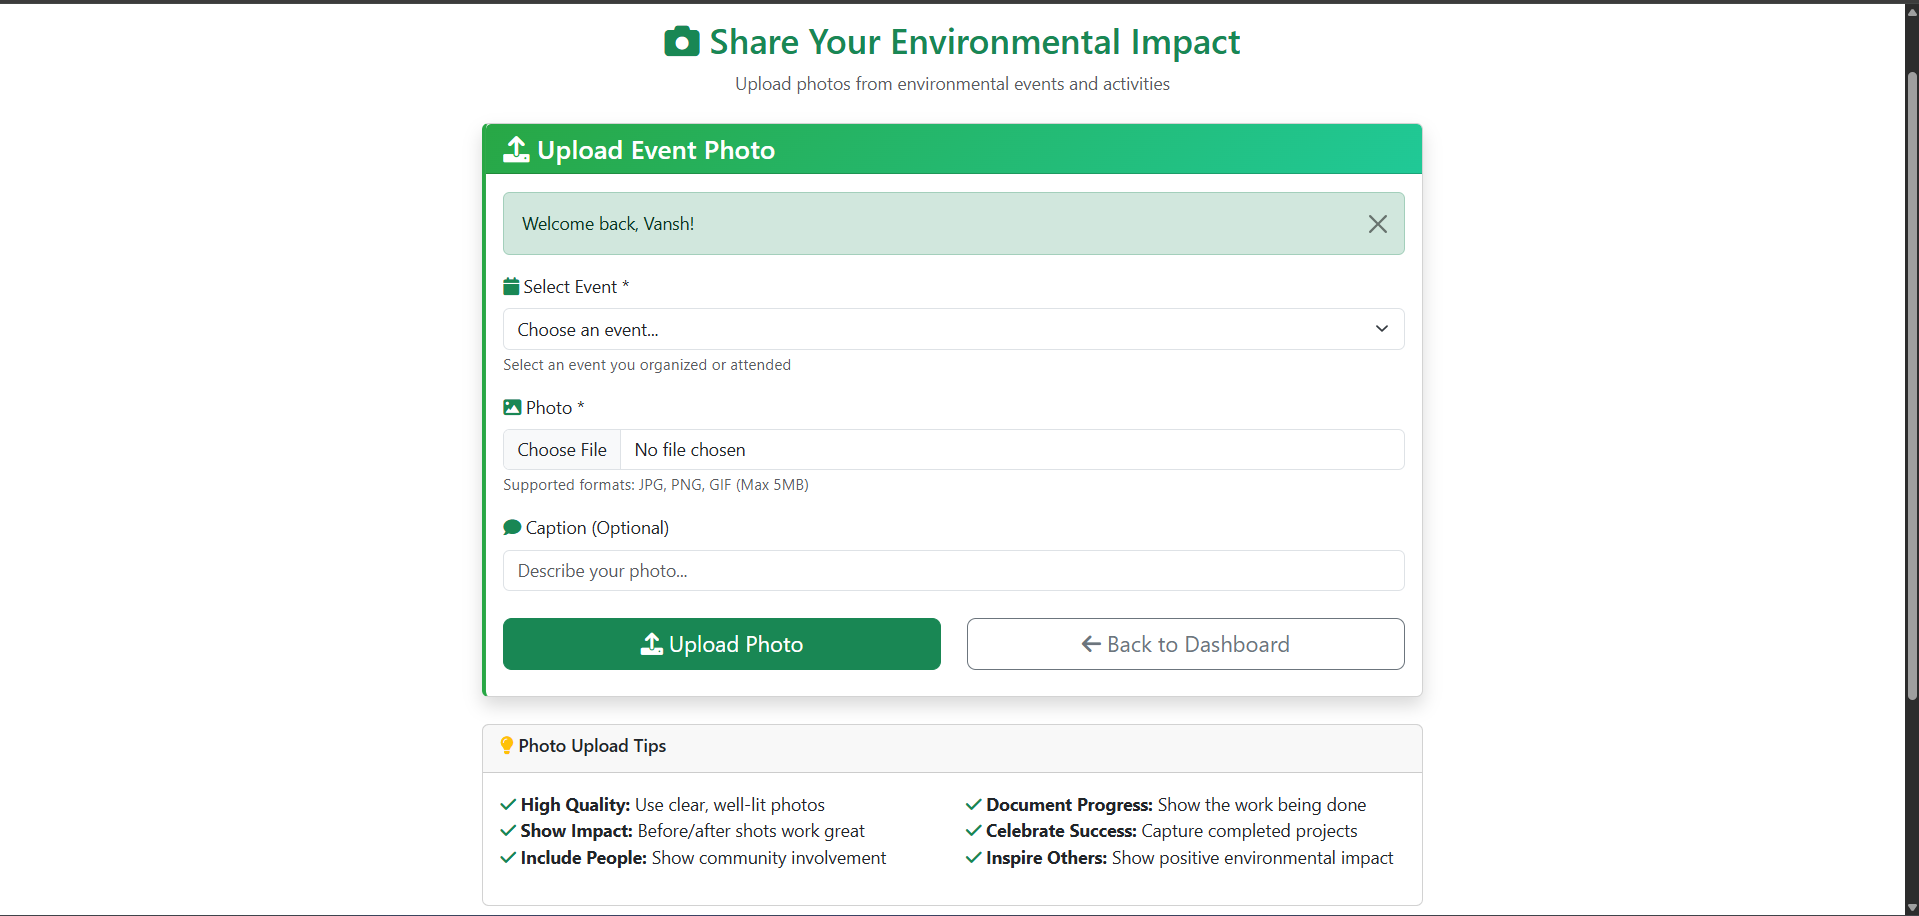 Share Your Environmental Impact
Upload photos from environmental events and activities
Upload Event Photo
Welcome back, Vansh!
Select Event *
Choose an event...
Select an event you organized or attended
Photo *
Choose File No file chosen
Supported formats: JPG, PNG, GIF (Max 5MB)
Caption (Optional)
Describe your photo...
Upload Photo
Back to Dashboard
Photo Upload Tips
High Quality: Use clear, well-lit photos
Show Impact: Before/after shots work great
Include People: Show community involvement
Document Progress: Show the work being done
Celebrate Success: Capture completed projects
Inspire Others: Show positive environmental impact